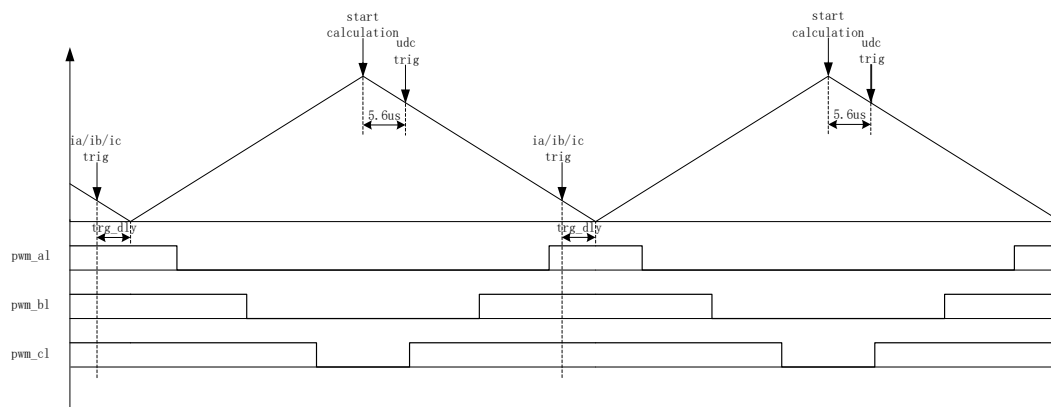 start
calculation
udc
trig
5.6us
ia/ib/ic
trig
trg_dly
start
calculation
udc
trig
5.6us
ia/ib/ic
trig
trg_dly
pwm_al
pwm_bl
pwm_cl